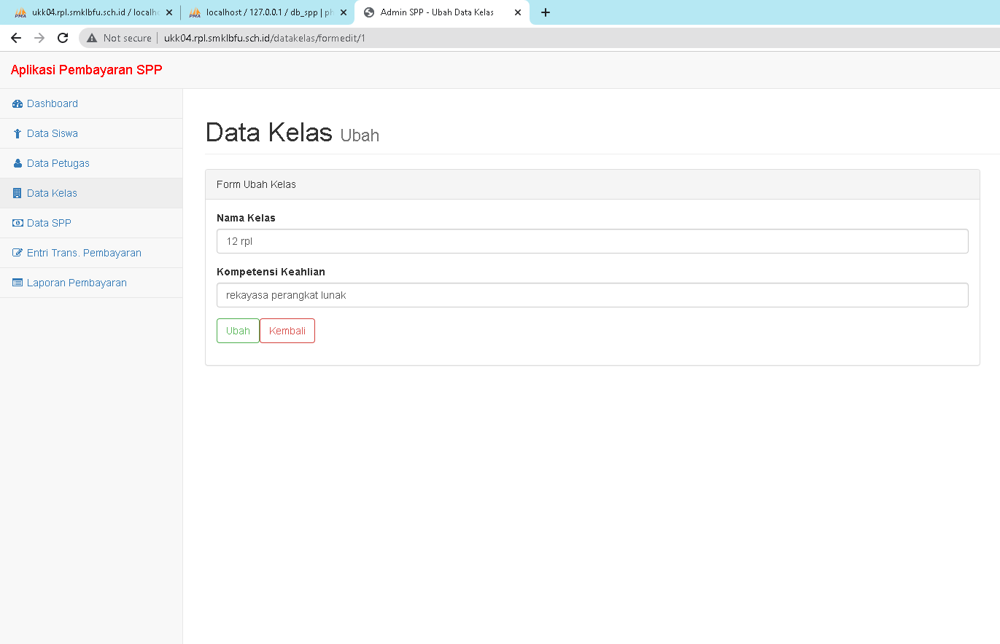 ukk04.rpl.smklbfu.sch.id / localh
localhost / 127.0.0.1 / db_spp | ph
Admin SPP - Ubah Data Kelas
Not secure
ukk04.rpl.smklbfu.sch.id/datakelas/formedit/1
Aplikasi Pembayaran SPP
Dashboard
Data Siswa
Data Petugas
Data Kelas
Data SPP
Entri Trans. Pembayaran
Laporan Pembayaran
Data Kelas Ubah
Form Ubah Kelas
Nama Kelas
12 rpl
Kompetensi Keahlian
rekayasa perangkat lunak
Ubah
Kembali